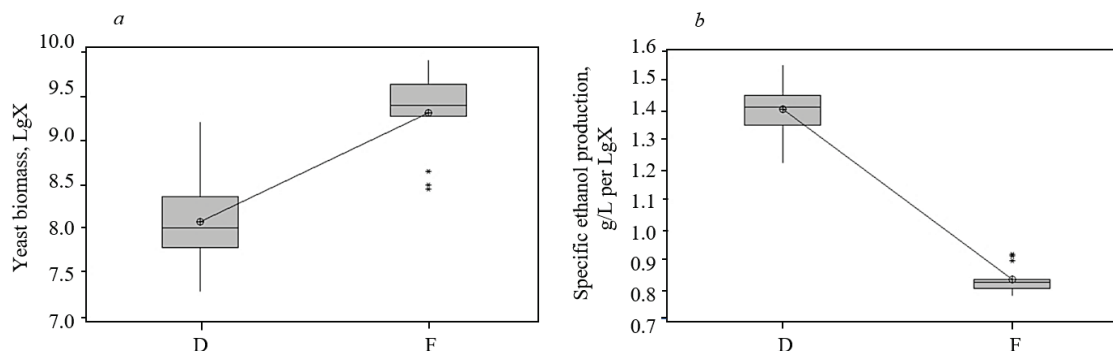 a
Yeast biomass, LgX
10.0
9.5
9.0
8.5
8.0
7.5
7.0
D
F
b
Specific ethanol production,
g/L per LgX
1.6
1.5
1.4
1.3
1.2
1.1
1.0
0.9
0.8
0.7
D
F